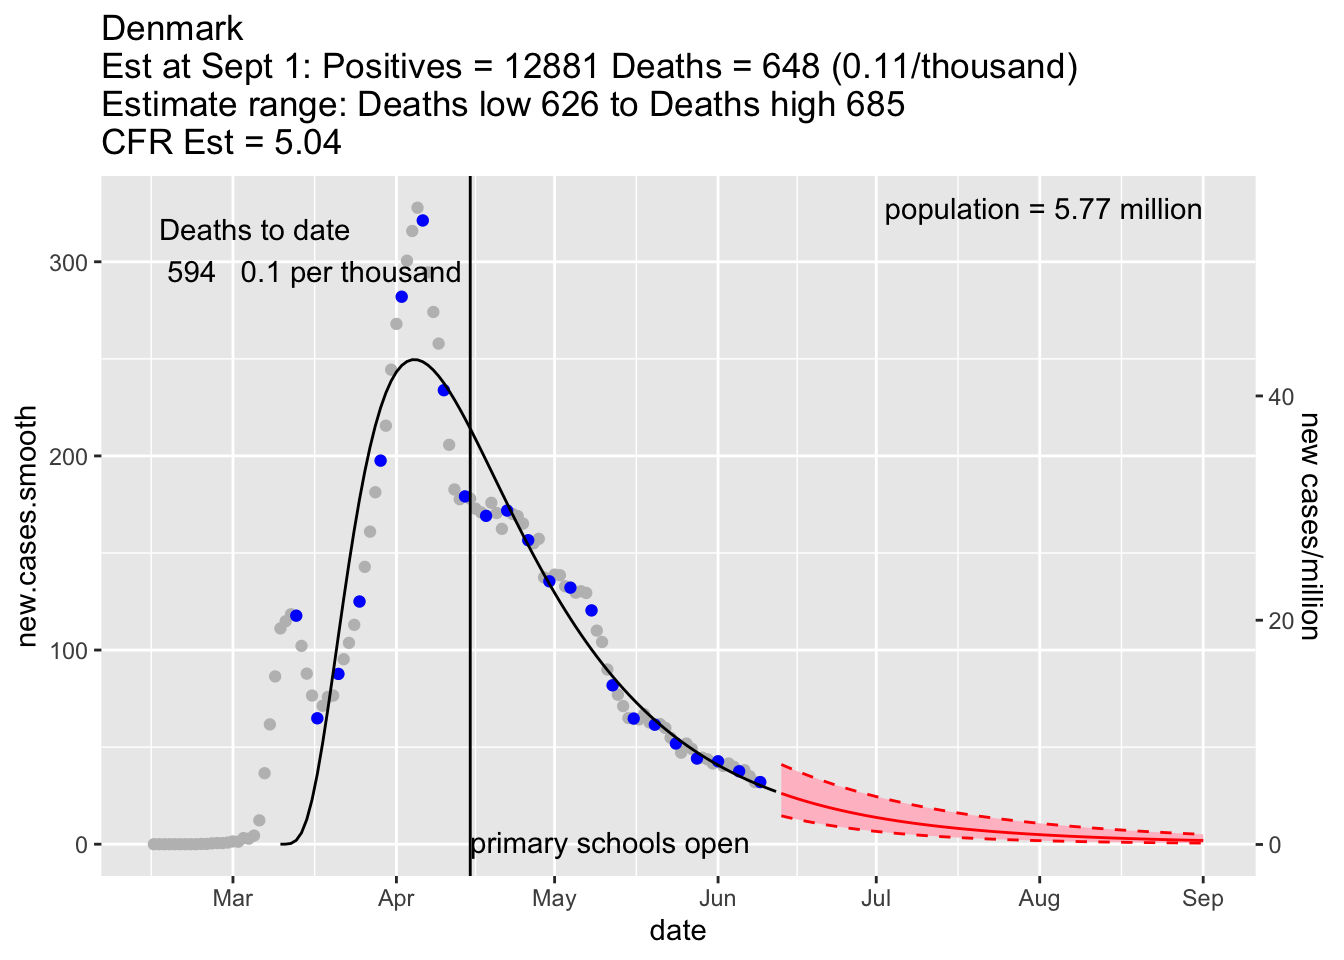 Denmark
Est at Sept 1: Positives = 12881 Deaths = 648 (0.11/thousand)
Estimate range: Deaths low 626 to Deaths high 685
CFR Est = 5.04
population = 5.77 million
Deaths to date
594 0.1 per thousand
300
200
100
0
new.cases.smooth
40
20
0
new cases/million
primary schools open
Mar Apr May Jun Jul Aug Sep
date